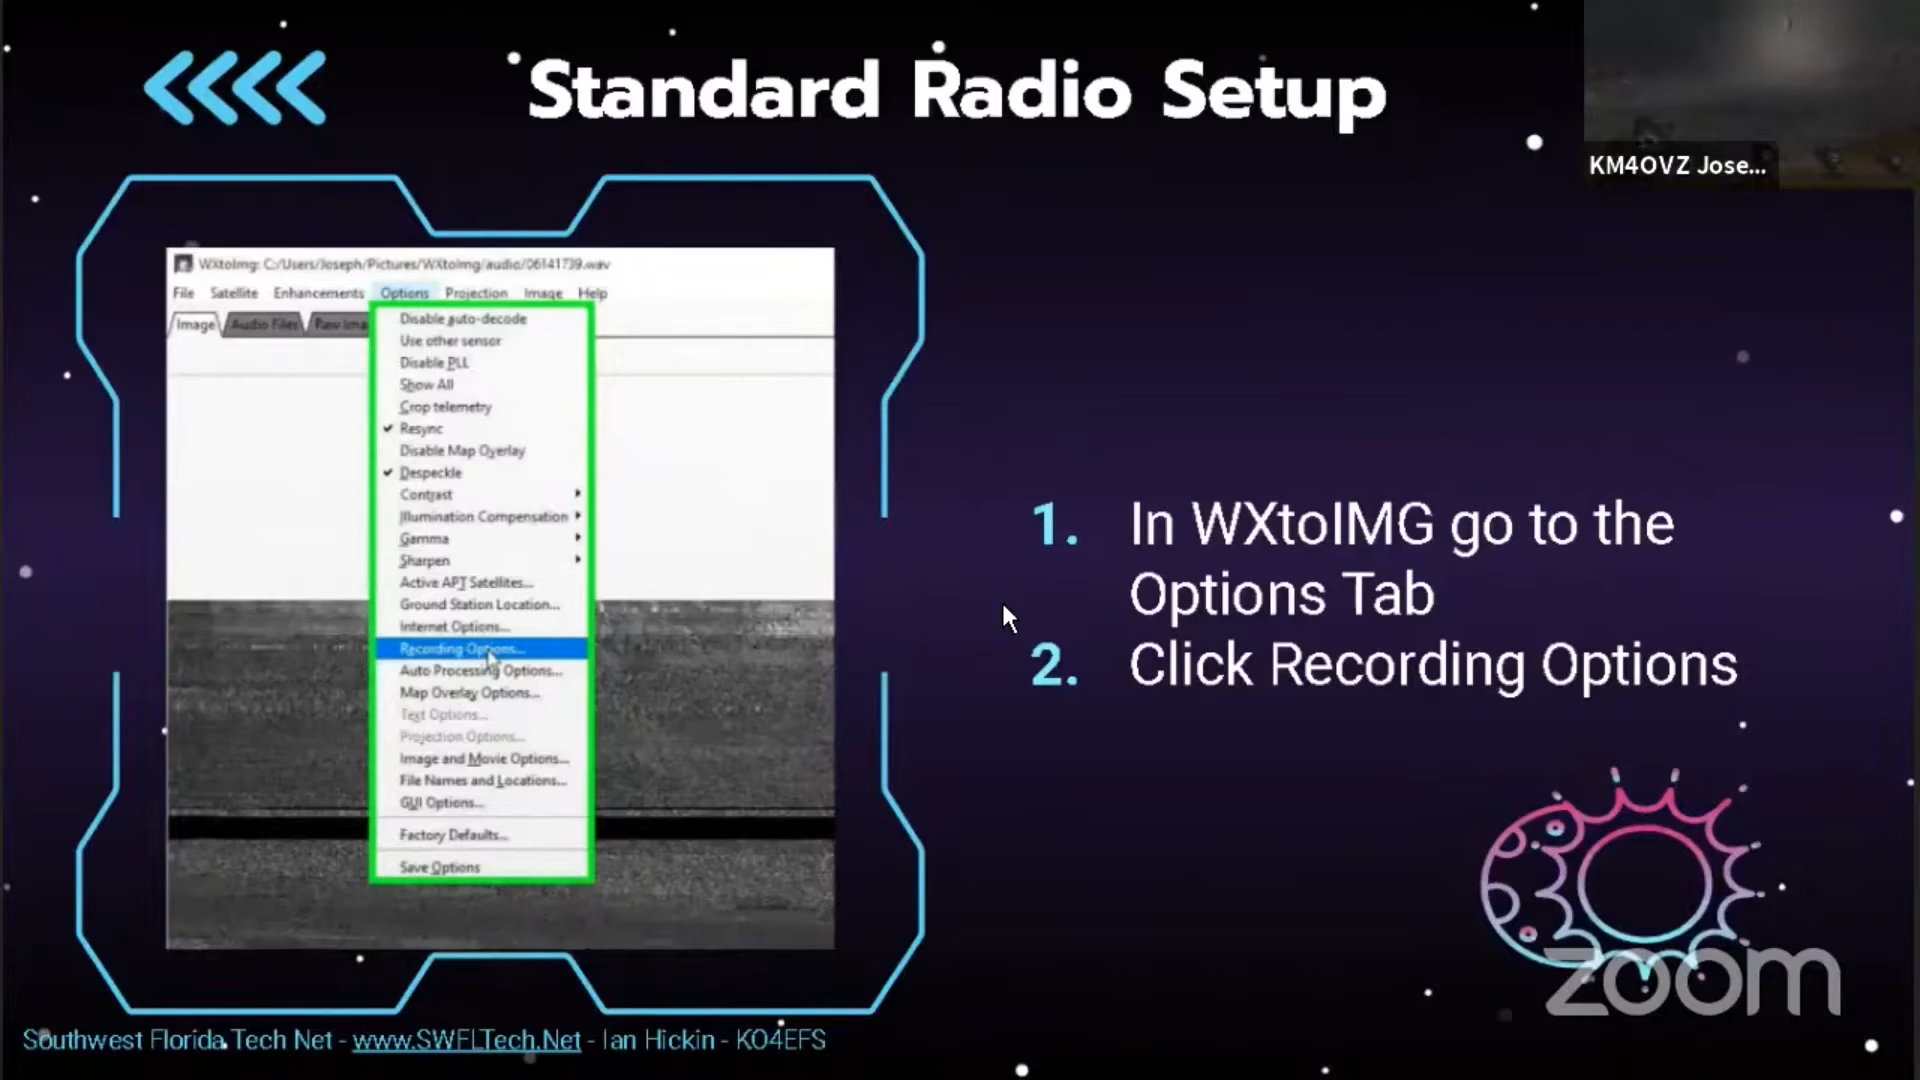 Standard Radio Setup
KM4OVZ Jose...
WXtoImg: C:/Users/Joseph/Pictures/WXtoImg/audio/06141739.wav
File Satellite Enhancements Options Projection Image Help
Image Audio Files Raw Ima
Disable auto-decode
Use other sensor
Disable PLL
Show All
Crop telemetry
Resync
Disable Map Overlay
Despeckle
Contrast
Illumination Compensation
Gamma
Sharpen
Active APT Satellites...
Ground Station Location...
Internet Options...
Recording Options...
Auto Processing Options...
Map Overlay Options...
Text Options...
Projection Options...
Image and Movie Options...
File Names and Locations...
GUI Options...
Factory Defaults...
Save Options
1. In WXtoIMG go to the
Options Tab
2. Click Recording Options
zoom
Southwest Florida Tech Net - www.SWFLTech.Net - Ian Hickin - KO4EFS